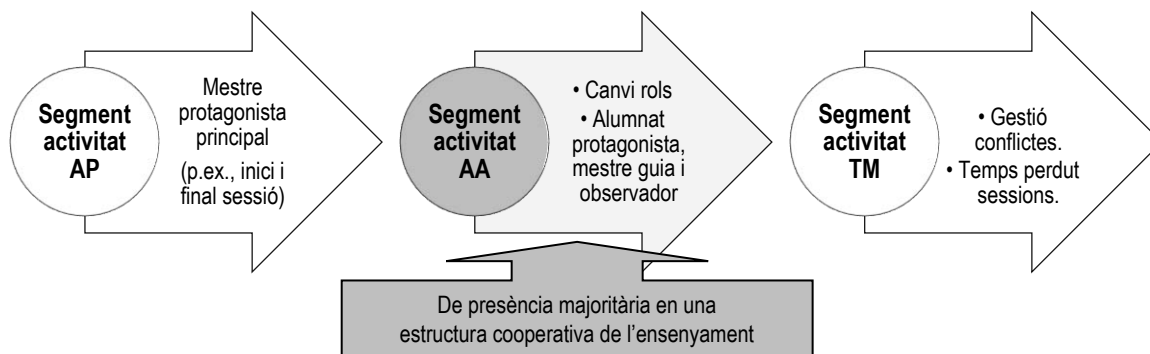 Segment
activitat
AP
Mestre
protagonista
principal
(p.ex., inici i
final sessió)
Segment
activitat
AA
• Canvi rols
• Alumnat
protagonista,
mestre guia i
observador
Segment
activitat
TM
• Gestió
conflictes.
• Temps perdut
sessions.
De presència majoritària en una
estructura cooperativa de l’ensenyament